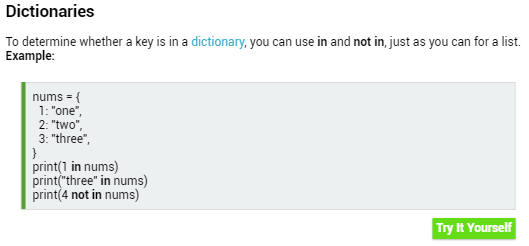 Dictionaries
To determine whether a key is in a dictionary, you can use in and not in, just as you can for a list.
Example:
nums = {
1: "one",
2: "two",
3: "three",
}
print(1 in nums)
print("three" in nums)
print(4 not in nums)
Try It Yourself